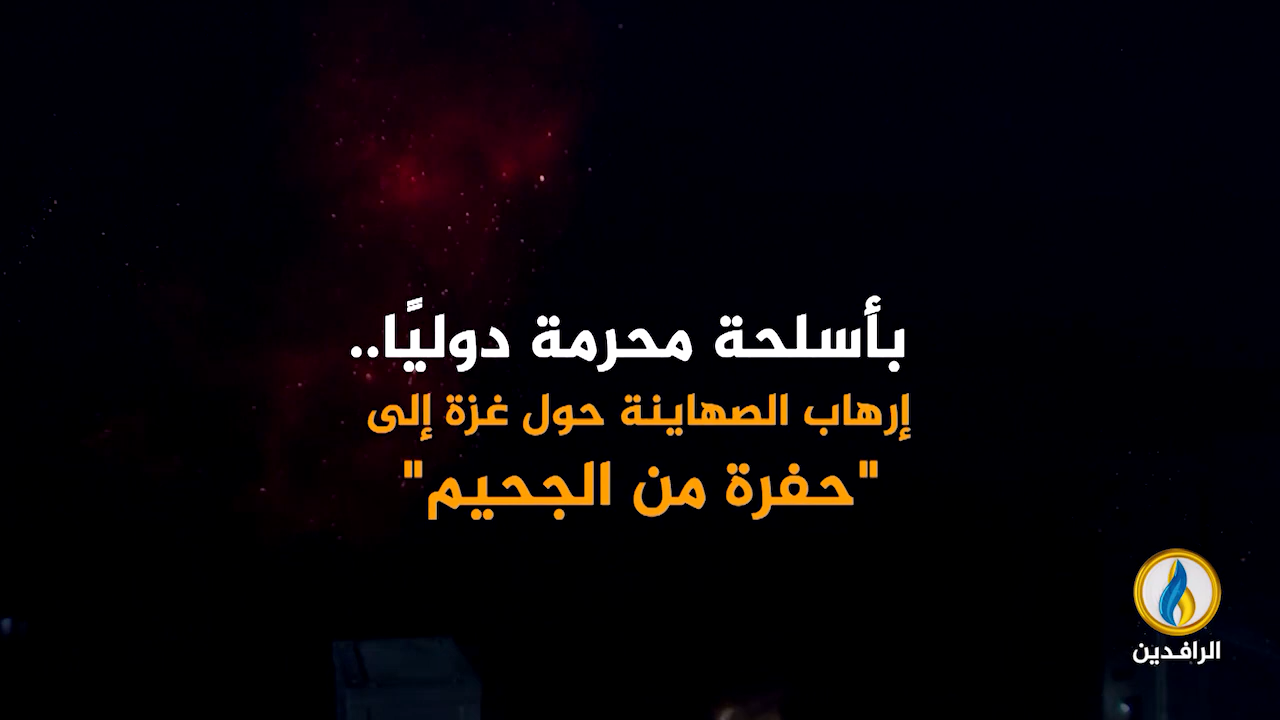 بأسلحة محرمة دوليًا..
إرهاب الصهاينة حول غزة إلى
"حفرة من الجحيم"
الرافدين